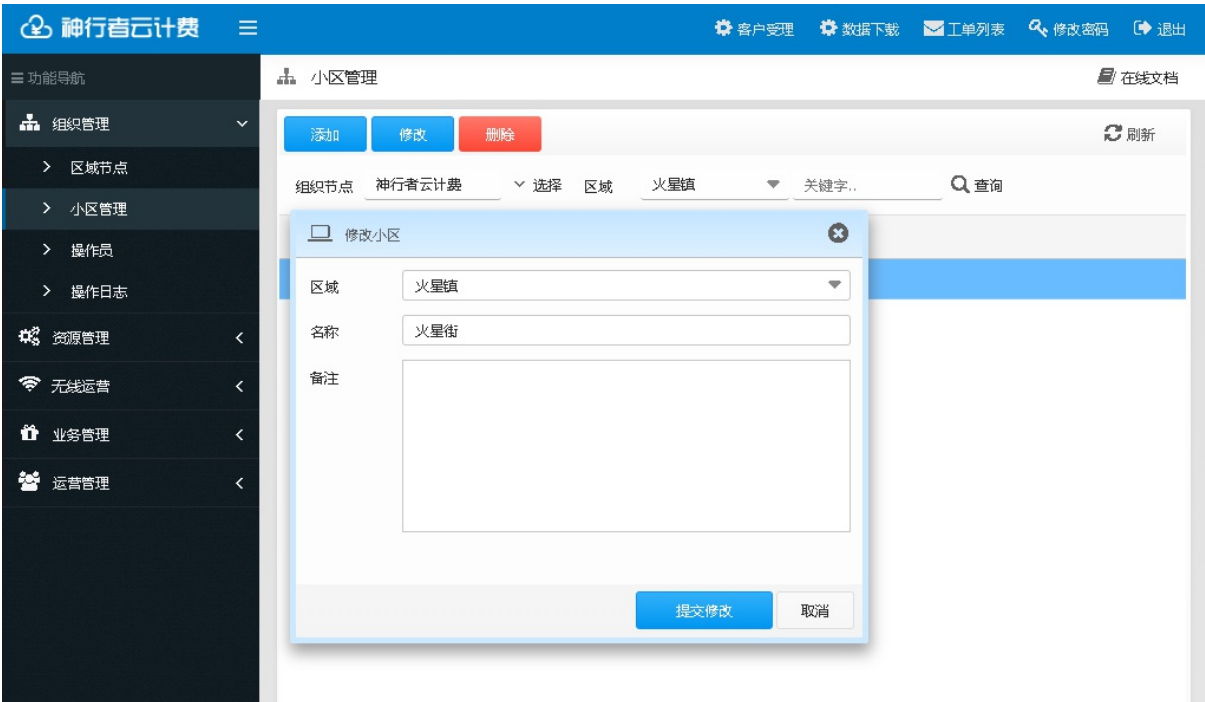 神行者云计费
客户受理 数据下载 工单列表 修改密码 退出
功能导航
小区管理 在线文档
组织管理
区域节点
小区管理
操作员
操作日志
资源管理
无线运营
业务管理
运营管理
添加 修改 删除 刷新
组织节点 神行者云计费 选择 区域 火星镇 关键字.. 查询
修改小区
区域 火星镇
名称 火星街
备注
提交修改 取消